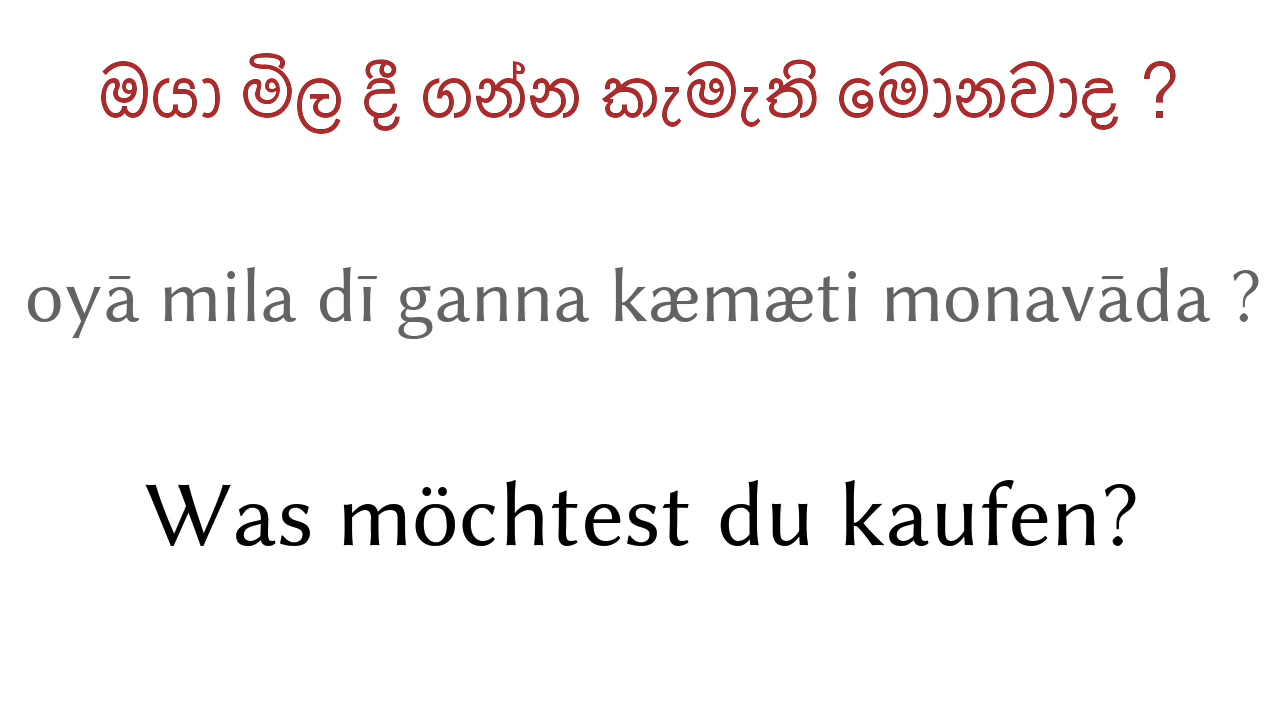 ඔයා මිල දී ගන්න කැමැති මොනවාද ?
oyā mila dī ganna kæmæti monavāda ?
Was möchtest du kaufen?